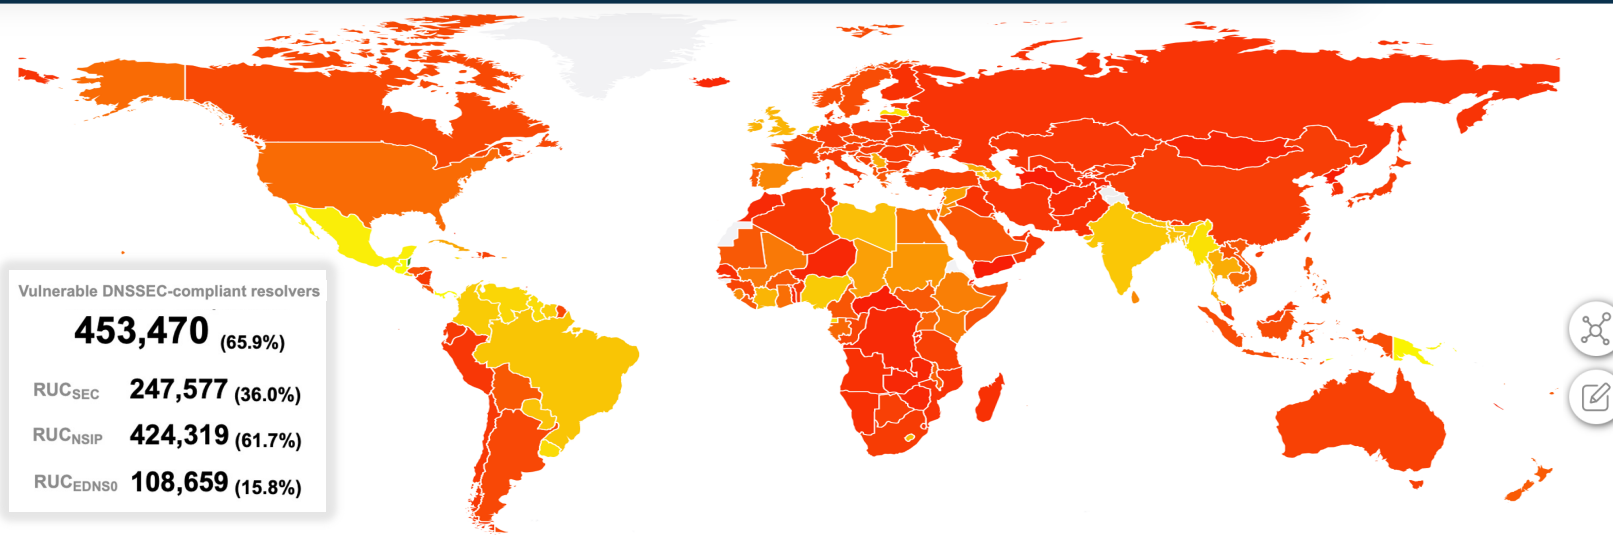 Vulnerable DNSSEC-compliant resolvers
453,470 (65.9%)
RUCSEC 247,577 (36.0%)
RUCNSIP 424,319 (61.7%)
RUCEDNS0 108,659 (15.8%)